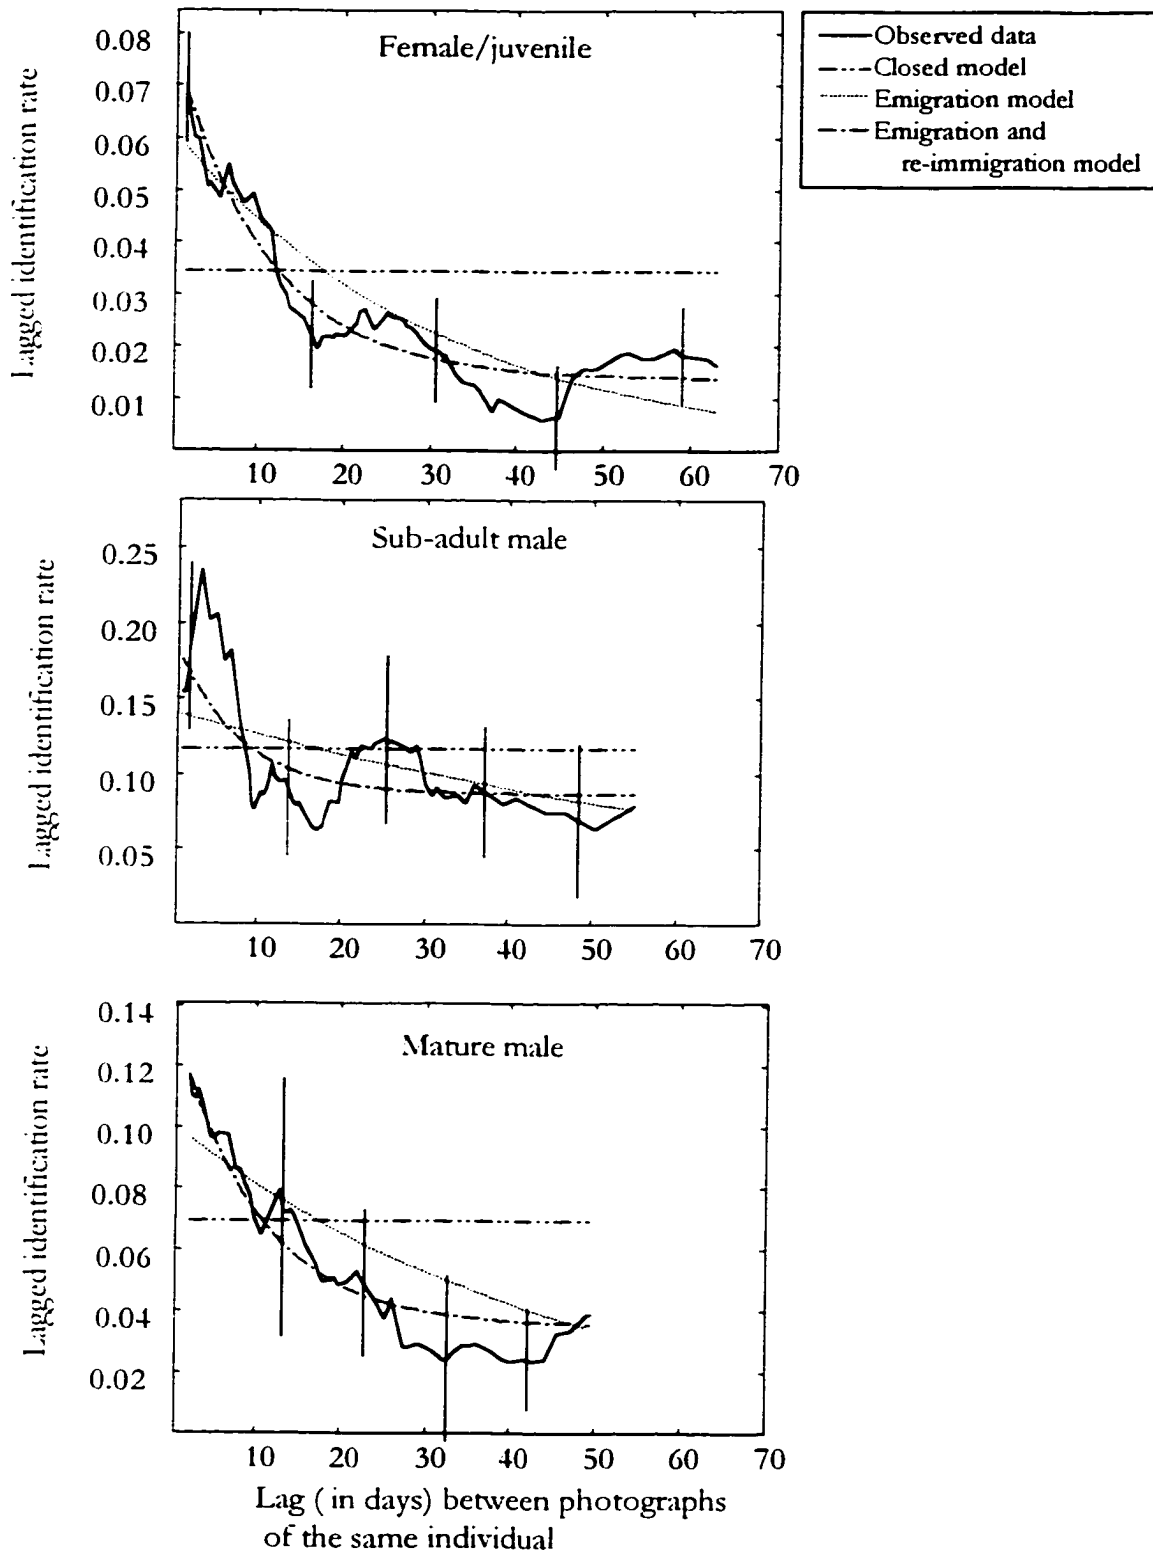 Female/juvenile
0.08
0.07
0.06
0.05
0.04
0.03
0.02
0.01
Lagged identification rate
10 20 30 40 50 60 70
Observed data
Closed model
Emigration model
Emigration and
re-immigration model
Sub-adult male
0.25
0.20
0.15
0.10
0.05
Lagged identification rate
10 20 30 40 50 60 70
Mature male
0.14
0.12
0.10
0.08
0.06
0.04
0.02
Lagged identification rate
10 20 30 40 50 60 70
Lag ( in days) between photographs
of the same individual